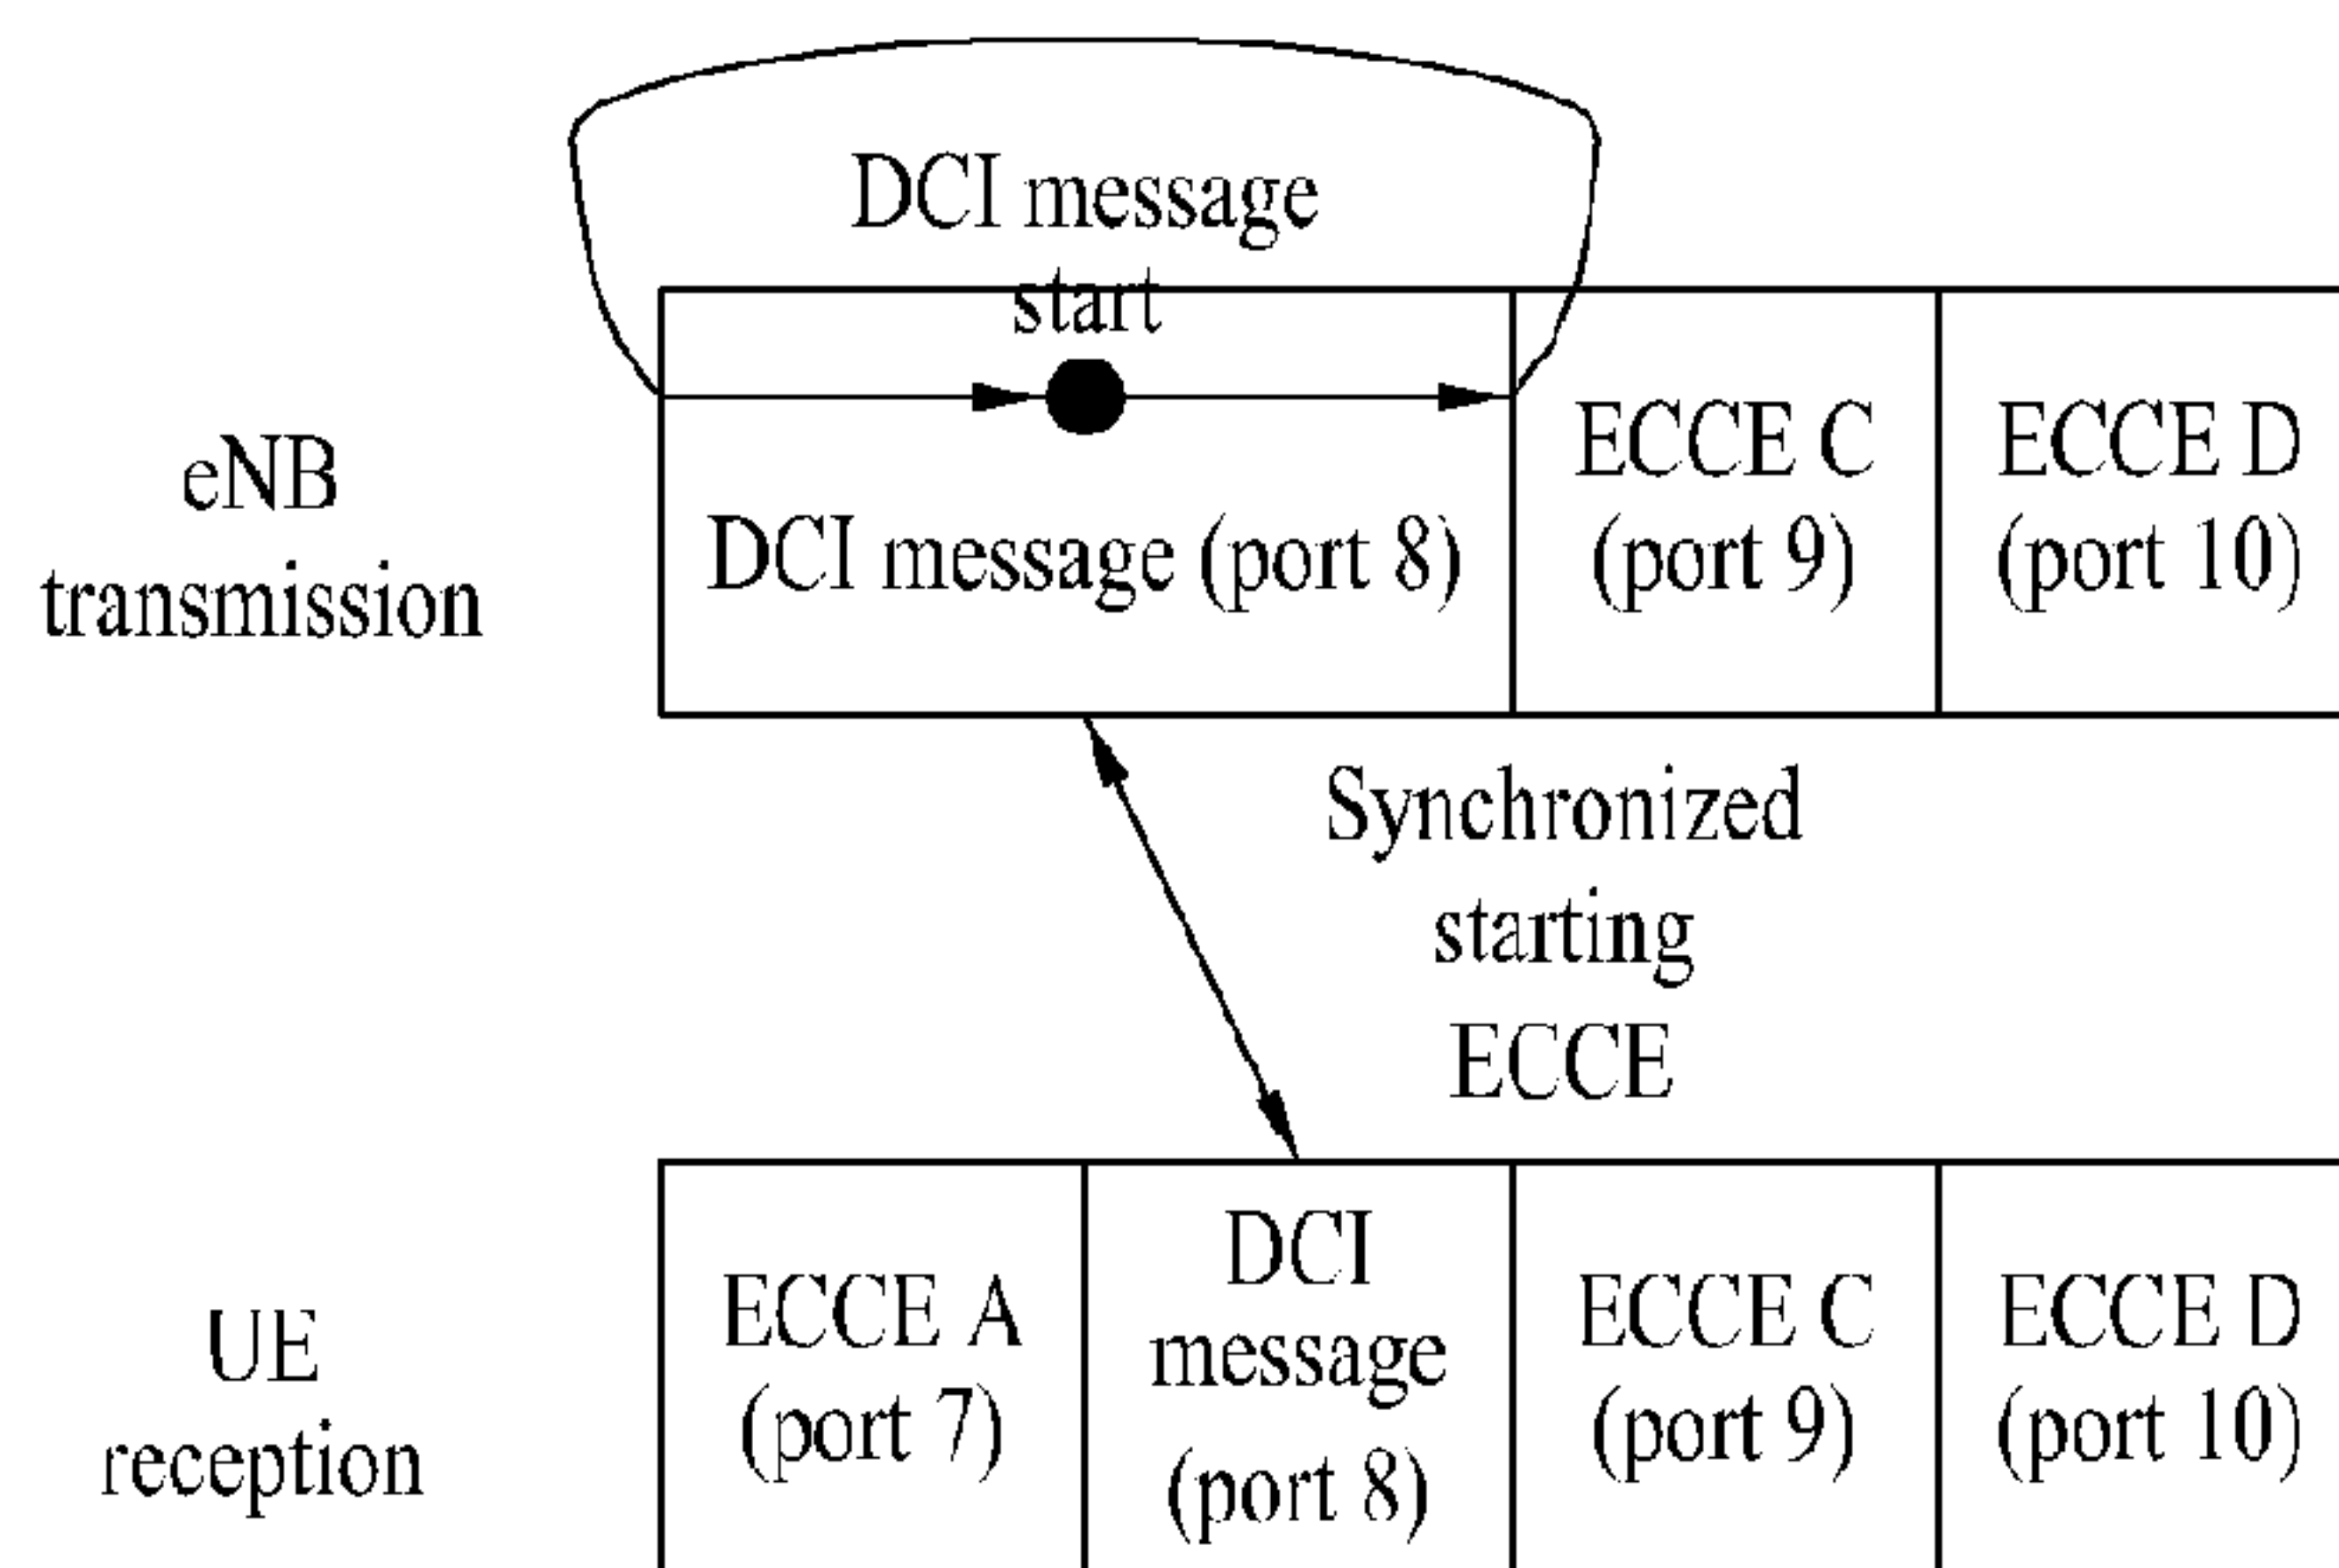 DCI message
start
eNB
transmission
DCI message (port 8)
ECCE C
(port 9)
ECCE D
(port 10)
Synchronized
starting
ECCE
UE
reception
ECCE A
(port 7)
DCI
message
(port 8)
ECCE C
(port 9)
ECCE D
(port 10)